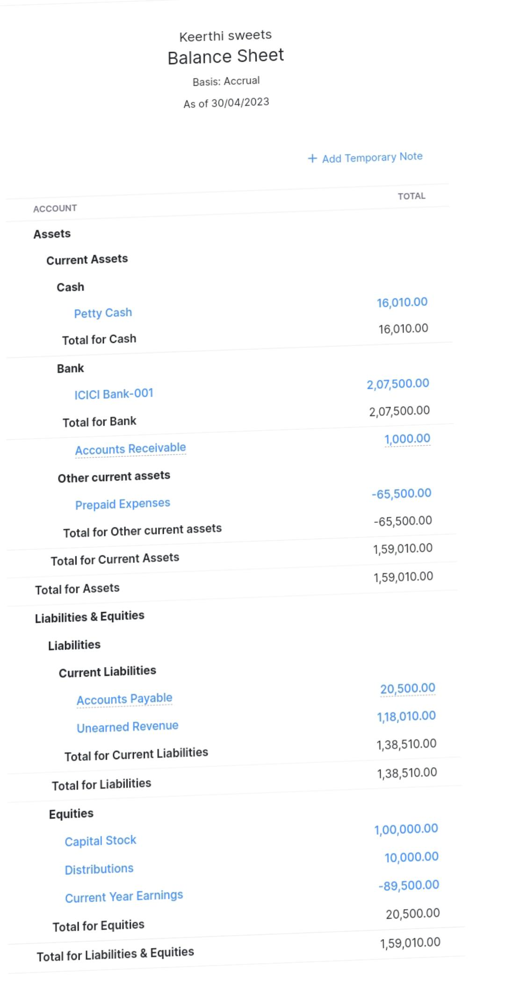 Keerthi sweets
Balance Sheet
Basis: Accrual
As of 30/04/2023
+ Add Temporary Note
ACCOUNT TOTAL
Assets
Current Assets
Cash
Petty Cash 16,010.00
Total for Cash 16,010.00
Bank
ICICI Bank-001 2,07,500.00
Total for Bank 2,07,500.00
Accounts Receivable 1,000.00
Other current assets
Prepaid Expenses -65,500.00
Total for Other current assets -65,500.00
Total for Current Assets 1,59,010.00
Total for Assets 1,59,010.00
Liabilities & Equities
Liabilities
Current Liabilities
Accounts Payable 20,500.00
Unearned Revenue 1,18,010.00
Total for Current Liabilities 1,38,510.00
Total for Liabilities 1,38,510.00
Equities
Capital Stock 1,00,000.00
Distributions 10,000.00
Current Year Earnings -89,500.00
Total for Equities 20,500.00
Total for Liabilities & Equities 1,59,010.00